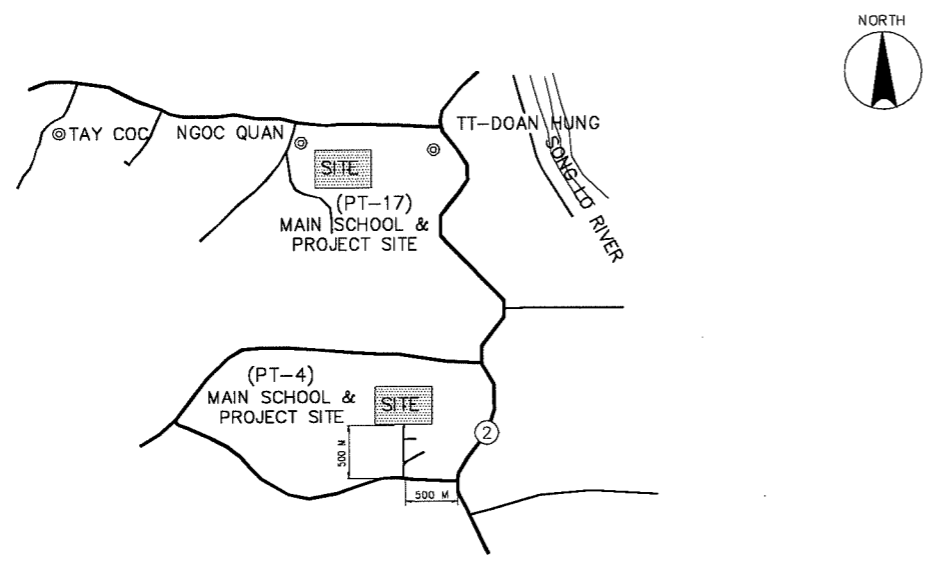 NORTH
TT-DOAN HUNG
TAY COC
NGOC QUAN
SONG LO RIVER
SITE
(PT-17)
MAIN SCHOOL &
PROJECT SITE
(PT-4)
MAIN SCHOOL &
PROJECT SITE
SITE
2
500 M
500 M